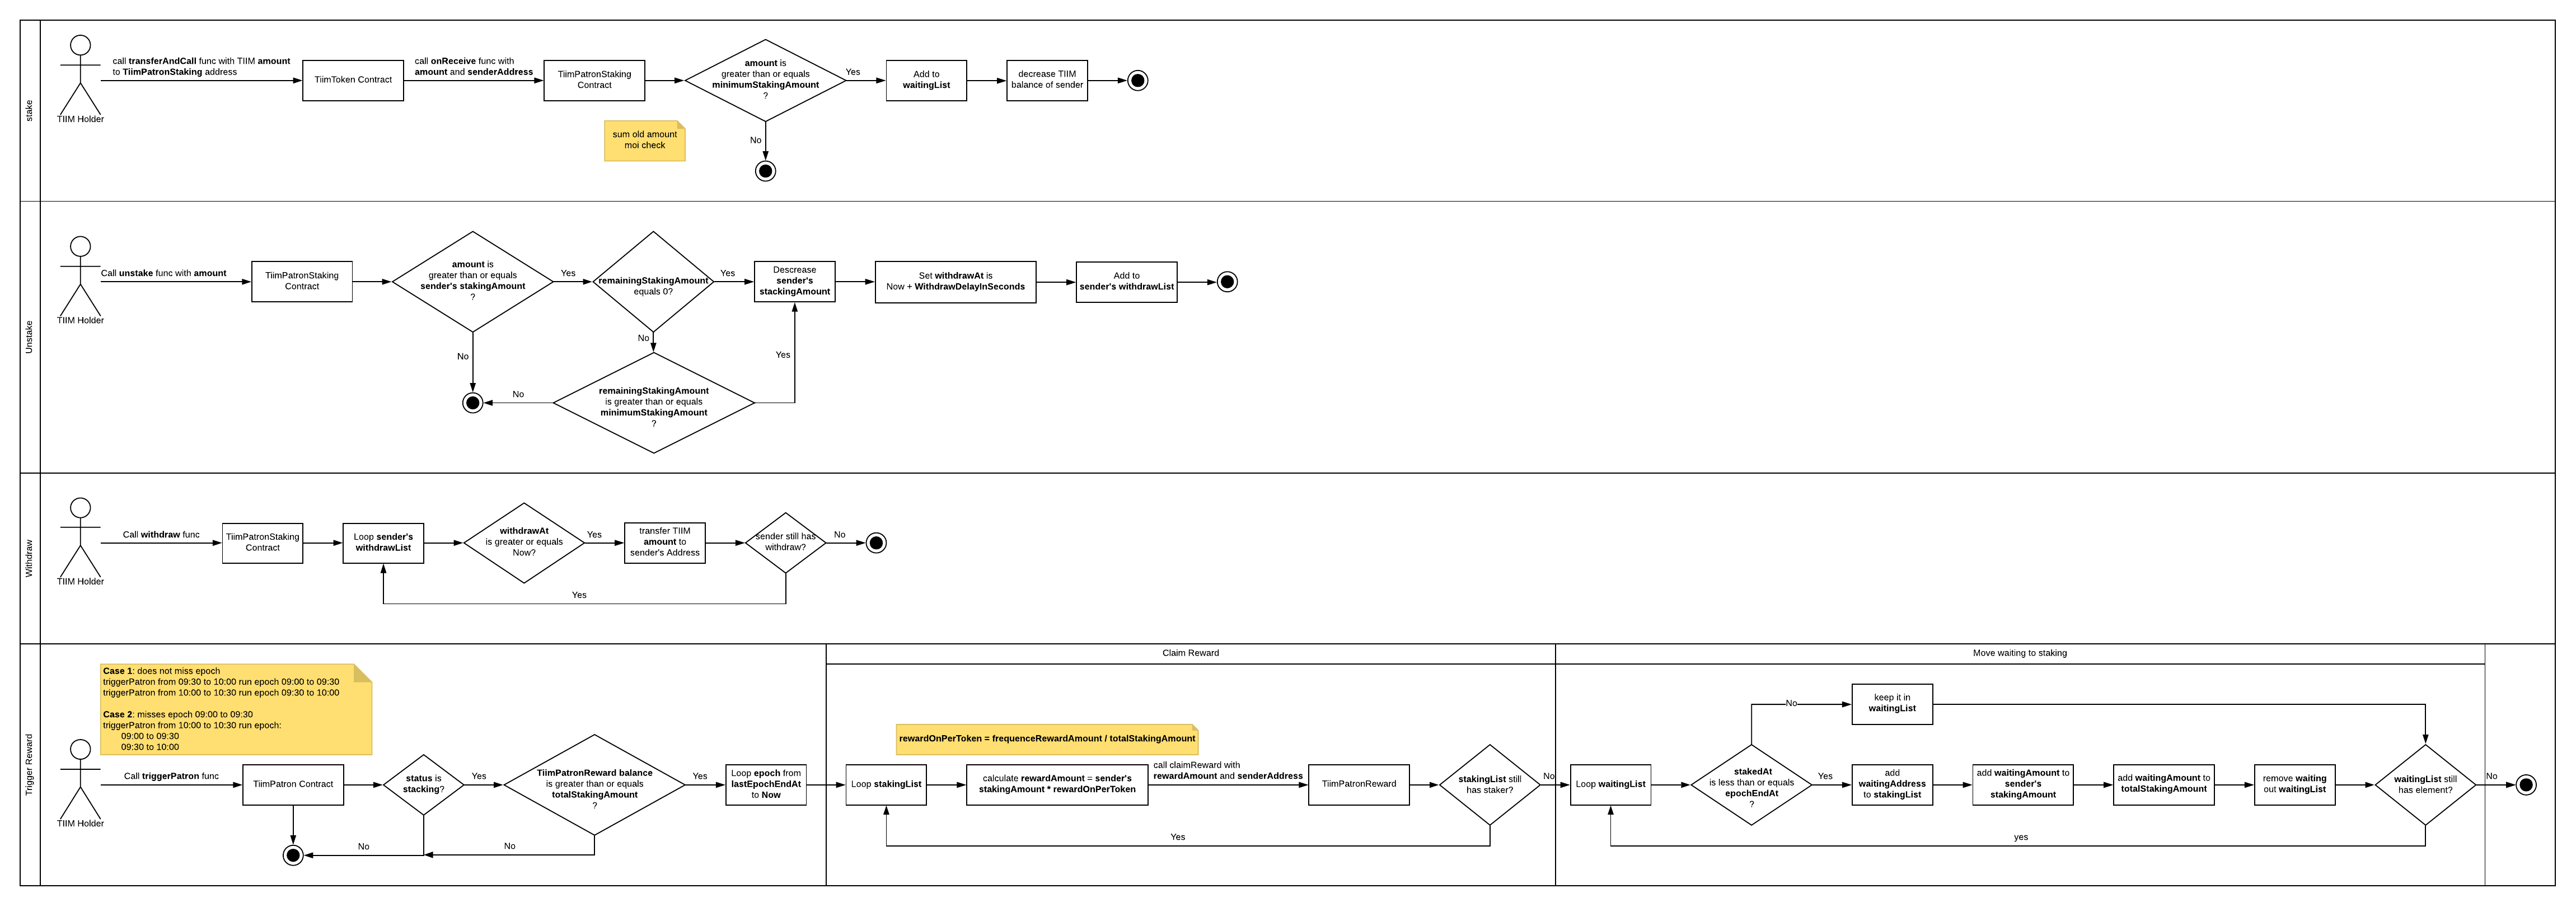 stake
TIIM Holder
call transferAndCall func with TIIM amount
to TiimPatronStaking address
TiimToken Contract
call onReceive func with
amount and senderAddress
TiimPatronStaking
Contract
amount is
greater than or equals
minimumStakingAmount
?
Yes
Add to
waitingList
decrease TIIM
balance of sender
No
sum old amount
moi check
Unstake
TIIM Holder
Call unstake func with amount
TiimPatronStaking
Contract
amount is
greater than or equals
sender's stakingAmount
?
Yes
remainingStakingAmount
equals 0?
Yes
Descrease
sender's
stackingAmount
Set withdrawAt is
Now + WithdrawDelayInSeconds
Add to
sender's withdrawList
No
No
Yes
remainingStakingAmount
is greater than or equals
minimumStakingAmount
?
No
Withdraw
TIIM Holder
Call withdraw func
TiimPatronStaking
Contract
Loop sender's
withdrawList
withdrawAt
is greater or equals
Now?
Yes
transfer TIIM
amount to
sender's Address
sender still has
withdraw?
No
Yes
Trigger Reward
Case 1: does not miss epoch
triggerPatron from 09:30 to 10:00 run epoch 09:00 to 09:30
triggerPatron from 10:00 to 10:30 run epoch 09:30 to 10:00
Case 2: misses epoch 09:00 to 09:30
triggerPatron from 10:00 to 10:30 run epoch:
09:00 to 09:30
09:30 to 10:00
TIIM Holder
Call triggerPatron func
TiimPatron Contract
status is
stacking?
Yes
TiimPatronReward balance
is greater than or equals
totalStakingAmount
?
Yes
Loop epoch from
lastEpochEndAt
to Now
No
No
Claim Reward
rewardOnPerToken = frequenceRewardAmount / totalStakingAmount
Loop stakingList
calculate rewardAmount = sender's
stakingAmount * rewardOnPerToken
call claimReward with
rewardAmount and senderAddress
TiimPatronReward
stakingList still
has staker?
No
Yes
Move waiting to staking
Loop waitingList
stakedAt
is less than or equals
epochEndAt
?
No
keep it in
waitingList
Yes
add
waitingAddress
to stakingList
add waitingAmount to
sender's
stakingAmount
add waitingAmount to
totalStakingAmount
remove waiting
out waitingList
waitingList still
has element?
No
yes